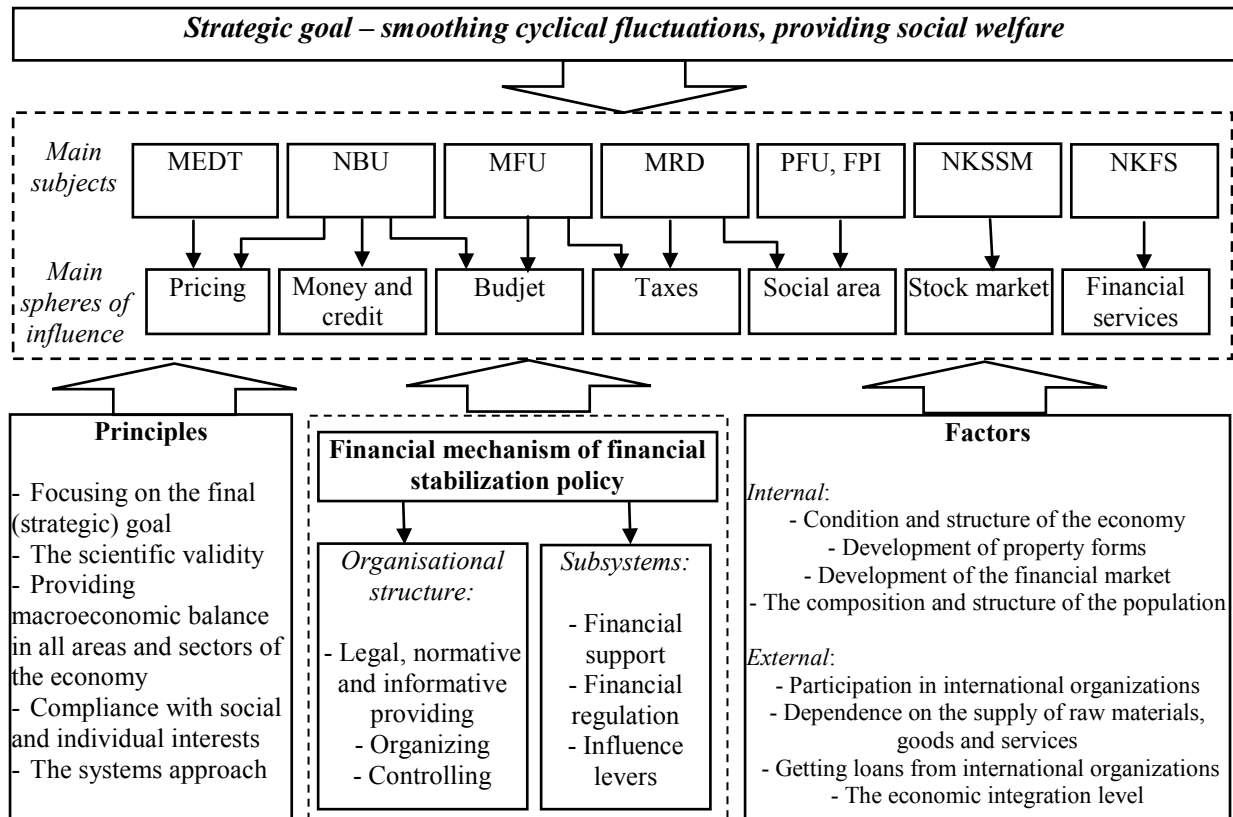 Strategic goal – smoothing cyclical fluctuations, providing social welfare
Main
subjects
MEDT
NBU
MFU
MRD
PFU, FPI
NKSSM
NKFS
Main
spheres of
influence
Pricing
Money and
credit
Budjet
Taxes
Social area
Stock market
Financial
services
Principles
- Focusing on the final
(strategic) goal
- The scientific validity
- Providing
macroeconomic balance
in all areas and sectors of
the economy
- Compliance with social
and individual interests
- The systems approach
Financial mechanism of financial
stabilization policy
Organisational
structure:
- Legal, normative
and informative
providing
- Organizing
- Controlling
Subsystems:
- Financial
support
- Financial
regulation
- Influence
levers
Factors
Internal:
- Condition and structure of the economy
- Development of property forms
- Development of the financial market
- The composition and structure of the population
External:
- Participation in international organizations
- Dependence on the supply of raw materials,
goods and services
- Getting loans from international organizations
- The economic integration level